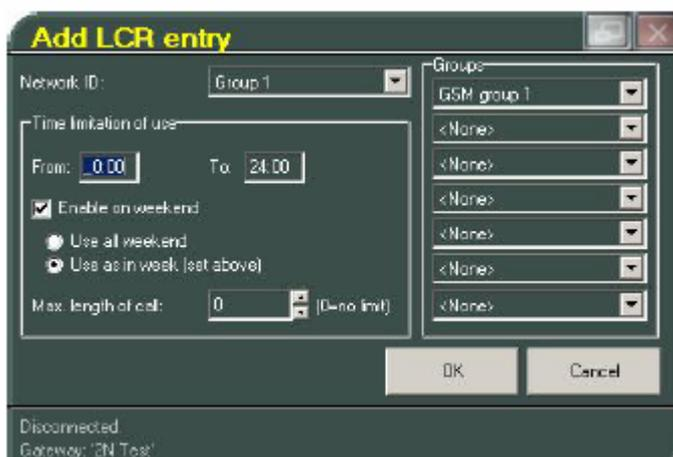 Add LCR entry
Network ID: Group 1
Time limitation of use
From: _0:00 To: 24:00
Enable on weekend
Use all weekend
Use as in week (set above)
Max. length of call: 0 (0=no limit)
Groups
GSM group 1
<None>
<None>
<None>
<None>
<None>
<None>
OK Cancel
Disconnected.
Gateway: '2N Test'